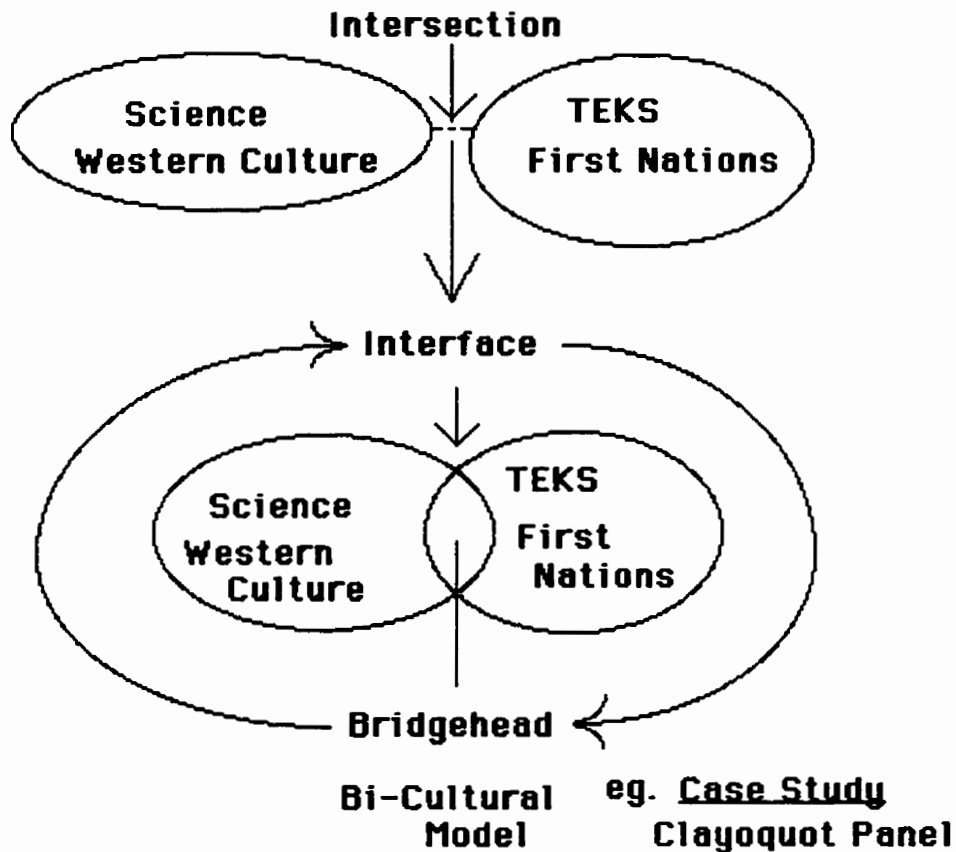 Intersection
Science
Western Culture
TEKS
First Nations
Interface
Science
Western
Culture
TEKS
First
Nations
Bridgehead
Bi-Cultural
Model
eg. Case Study
Clayoquot Panel